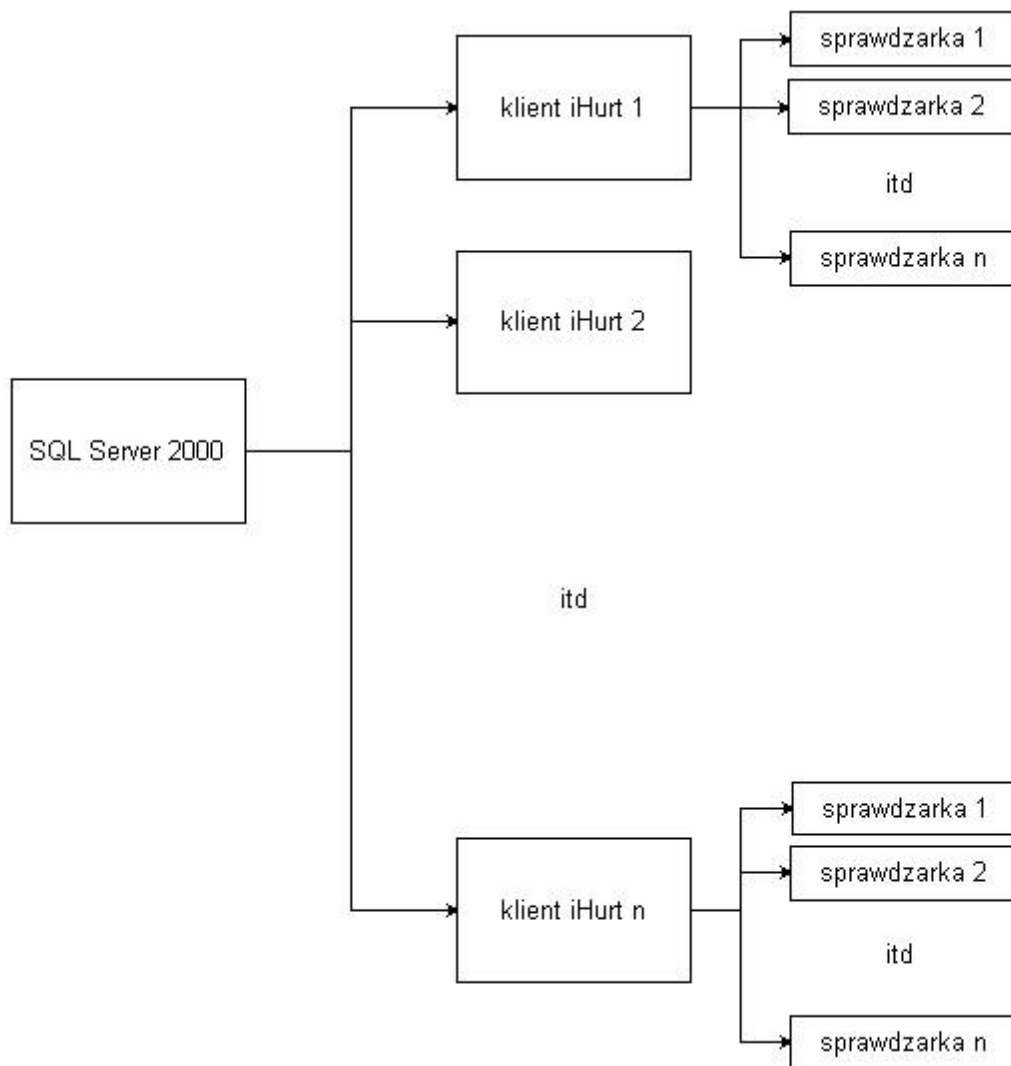 sprawdzarka 1
klient iHurt 1
sprawdzarka 2
itd
sprawdzarka n
klient iHurt 2
SQL Server 2000
itd
sprawdzarka 1
sprawdzarka 2
klient iHurt n
itd
sprawdzarka n